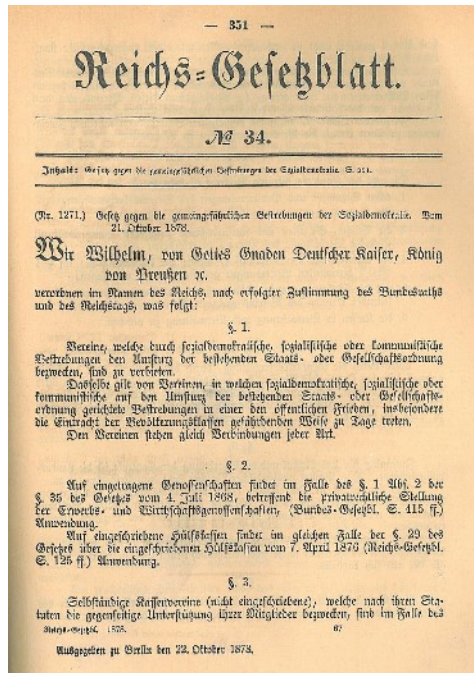 — 351 —
Reichs-Gesetzblatt.
№ 34.
Inhalt: Gesetz gegen die gemeingefährlichen Bestrebungen der Sozialdemokratie. S. 351.
(Nr. 1271.) Gesetz gegen die gemeingefährlichen Bestrebungen der Sozialdemokratie. Vom
21. Oktober 1878.
Wir Wilhelm, von Gottes Gnaden Deutscher Kaiser, König
von Preußen ꝛc.
verordnen im Namen des Reichs, nach erfolgter Zustimmung des Bundesraths
und des Reichstags, was folgt:
§. 1.
Vereine, welche durch sozialdemokratische, sozialistische oder kommunistische
Bestrebungen den Umsturz der bestehenden Staats- oder Gesellschaftsordnung
bezwecken, sind zu verbieten.
Dasselbe gilt von Vereinen, in welchen sozialdemokratische, sozialistische oder
kommunistische auf den Umsturz der bestehenden Staats- oder Gesellschafts-
ordnung gerichtete Bestrebungen in einer den öffentlichen Frieden, insbesondere
die Eintracht der Bevölkerungsklassen gefährdenden Weise zu Tage treten.
Den Vereinen stehen gleich Verbindungen jeder Art.
§. 2.
Auf eingetragene Genossenschaften findet im Falle des §. 1 Abs. 2 der
§. 35 des Gesetzes vom 4. Juli 1868, betreffend die privatrechtliche Stellung
der Erwerbs- und Wirthschaftsgenossenschaften, (Bundes-Gesetzbl. S. 415 ff.)
Anwendung.
Auf eingeschriebene Hülfskassen findet im gleichen Falle der §. 29 des
Gesetzes über die eingeschriebenen Hülfskassen vom 7. April 1876 (Reichs-Gesetzbl.
S. 125 ff.) Anwendung.
§. 3.
Selbständige Kassenvereine (nicht eingeschriebene), welche nach ihren Sta-
tuten die gegenseitige Unterstützung ihrer Mitglieder bezwecken, sind im Falle des
Reichs-Gesetzbl. 1878. 67
Ausgegeben zu Berlin den 22. Oktober 1878.